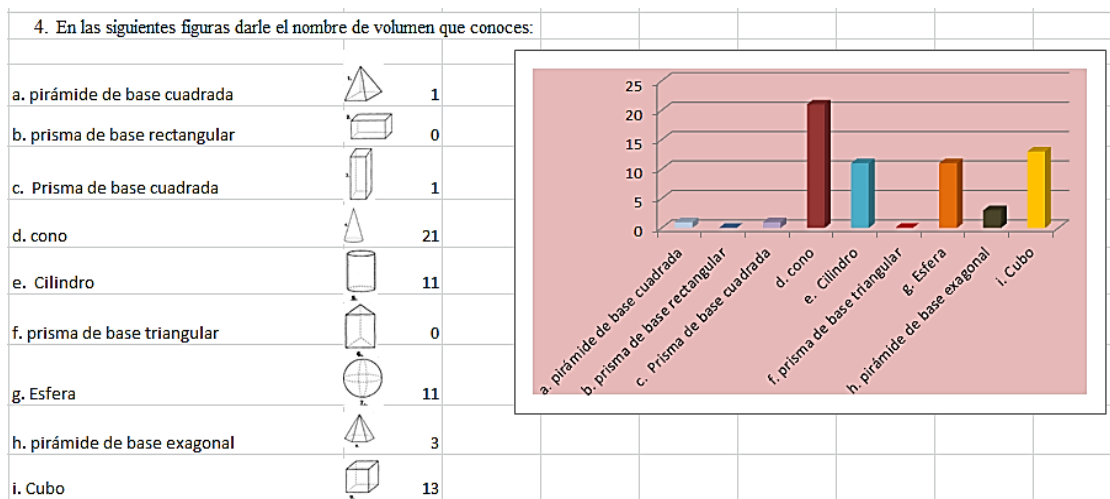 4. En las siguientes figuras darle el nombre de volumen que conoces:
a. pirámide de base cuadrada 1
b. prisma de base rectangular 0
c. Prisma de base cuadrada 1
d. cono 21
e. Cilindro 11
f. prisma de base triangular 0
g. Esfera 11
h. pirámide de base exagonal 3
i. Cubo 13
25
20
15
10
5
0
a. pirámide de base cuadrada
b. prisma de base rectangular
c. Prisma de base cuadrada
d. cono
e. Cilindro
f. prisma de base triangular
g. Esfera
h. pirámide de base exagonal
i. Cubo